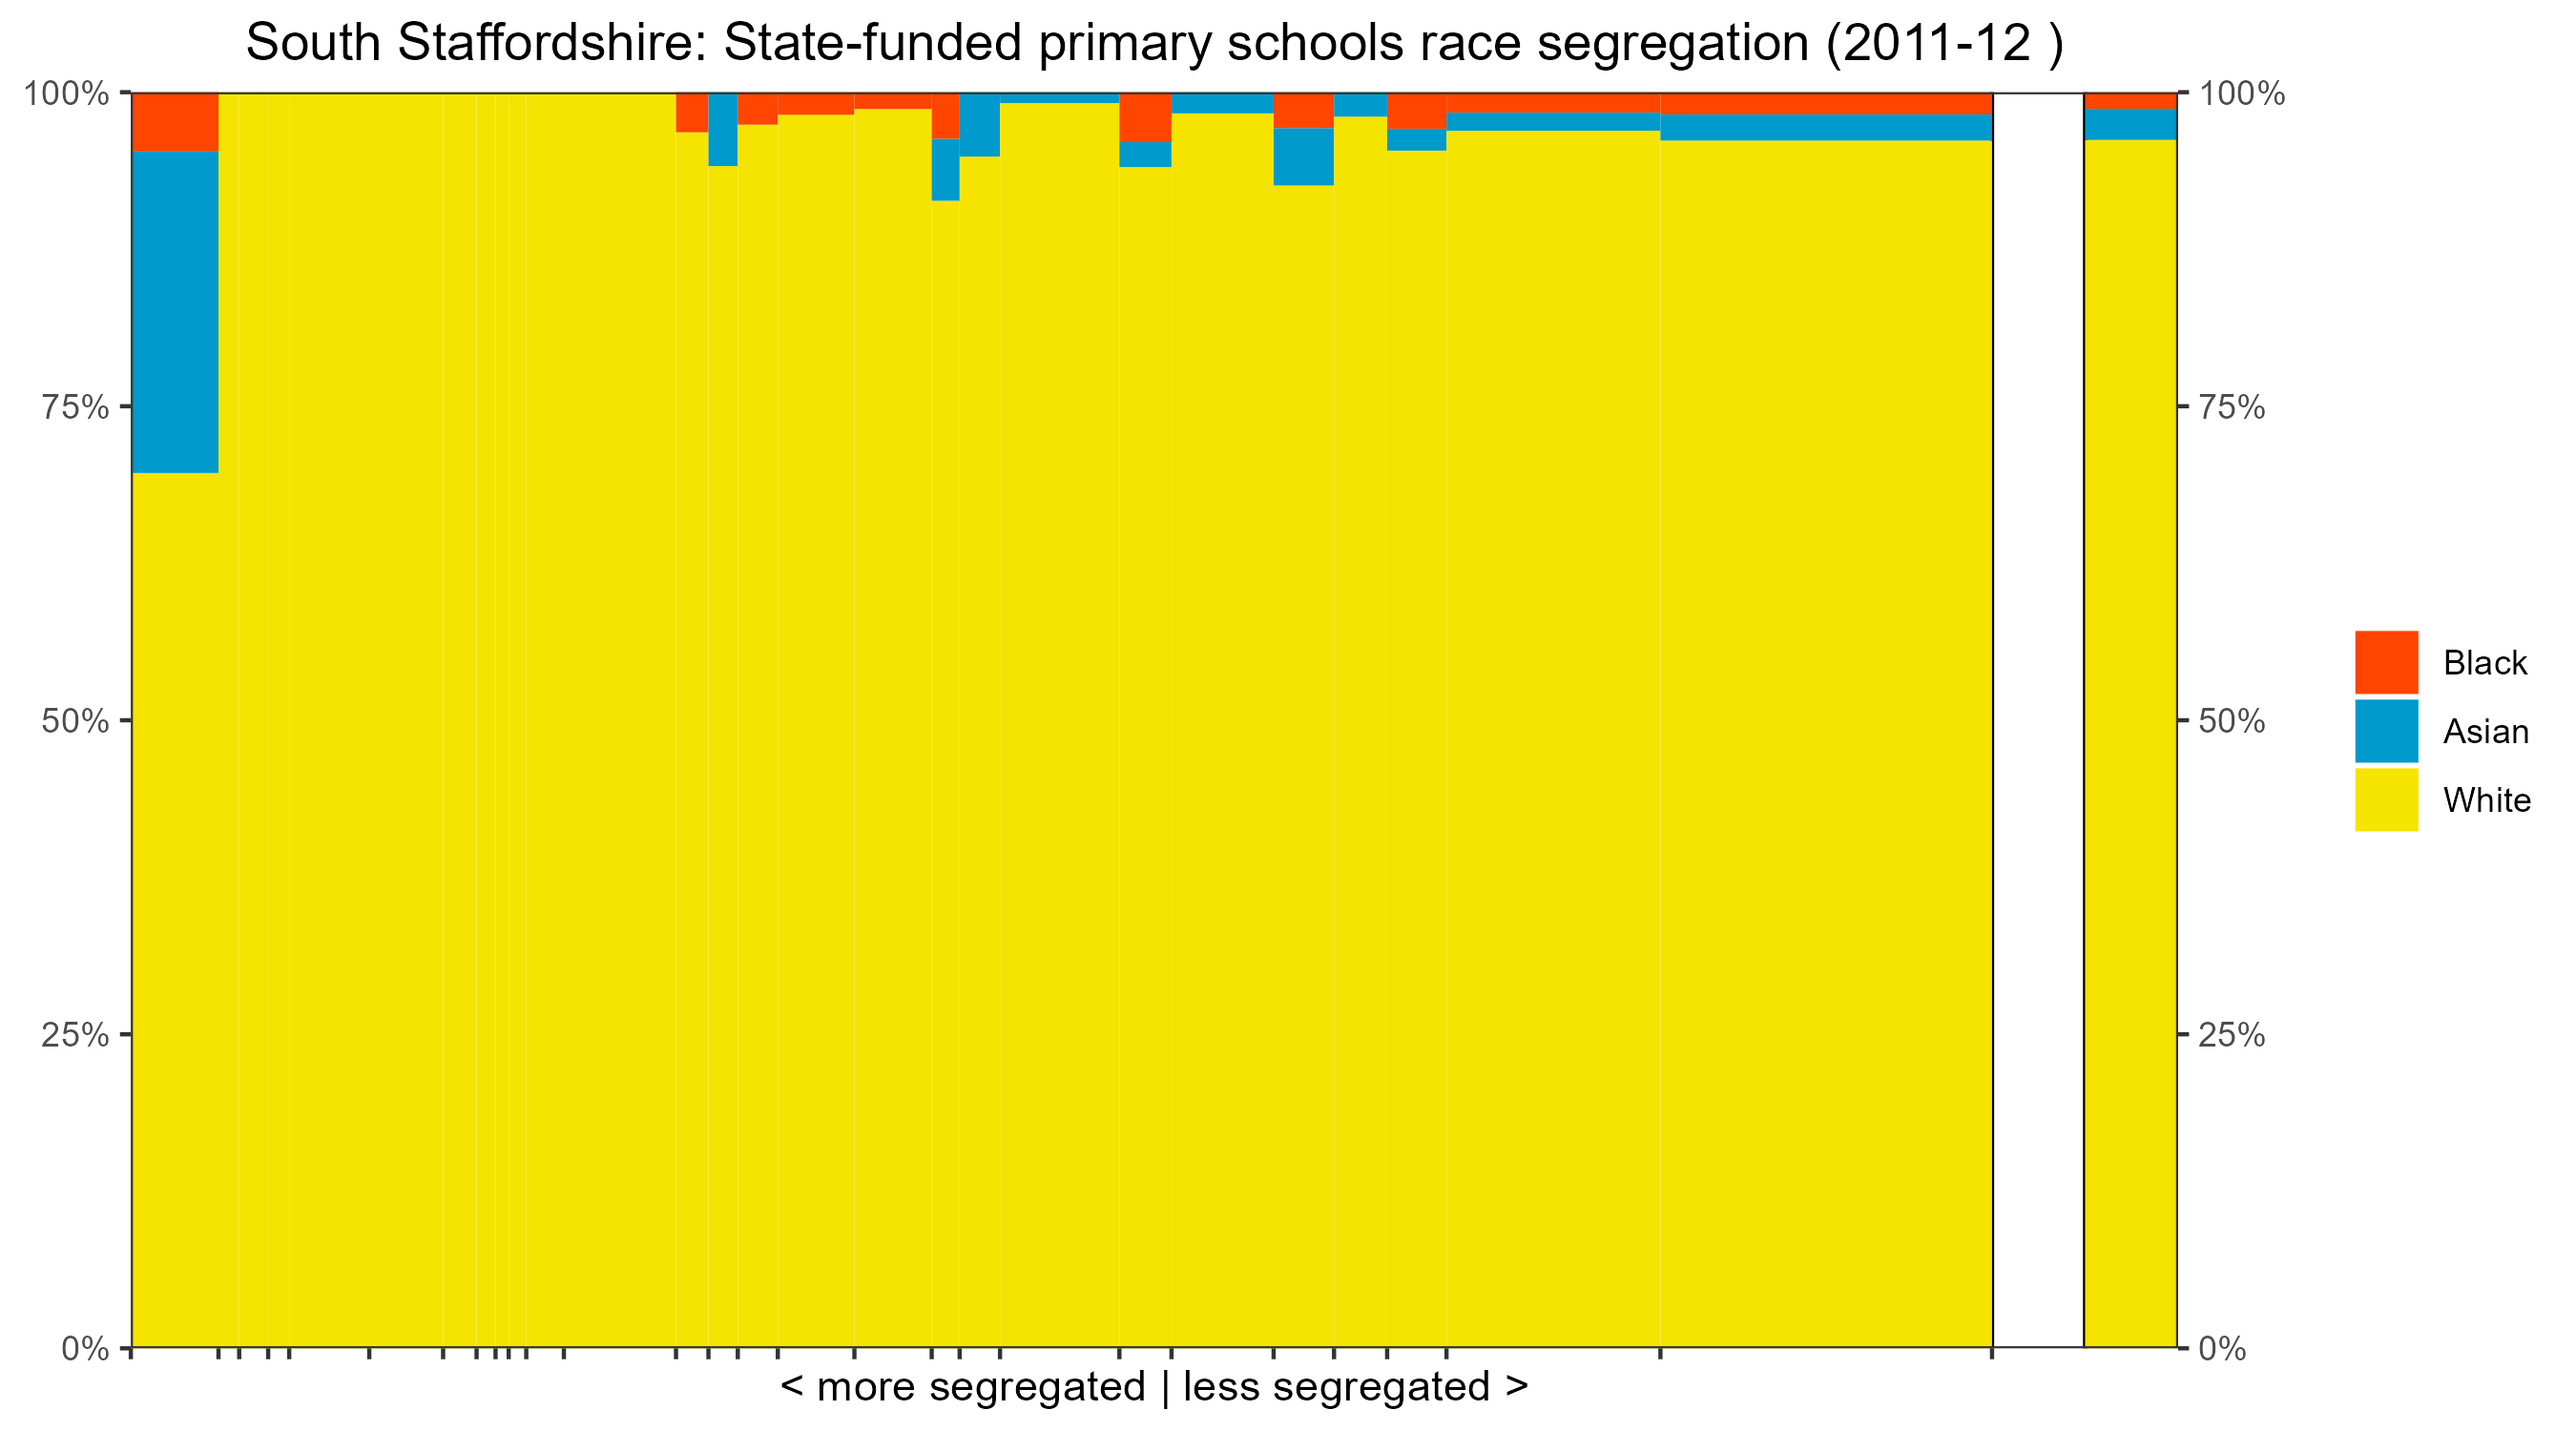 South Staffordshire: State-funded primary schools race segregation (2011-12 )
100%
75%
50%
25%
0%
100%
75%
50%
25%
0%
Black
Asian
White
< more segregated | less segregated >